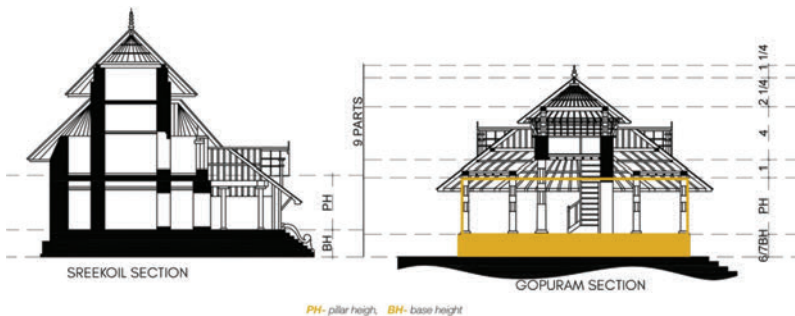 PH
BH
SREEKOIL SECTION
9 PARTS
1 1/4
2 1/4
4
1
PH
6/7BH
GOPURAM SECTION
PH- pillar heigh, BH- base height